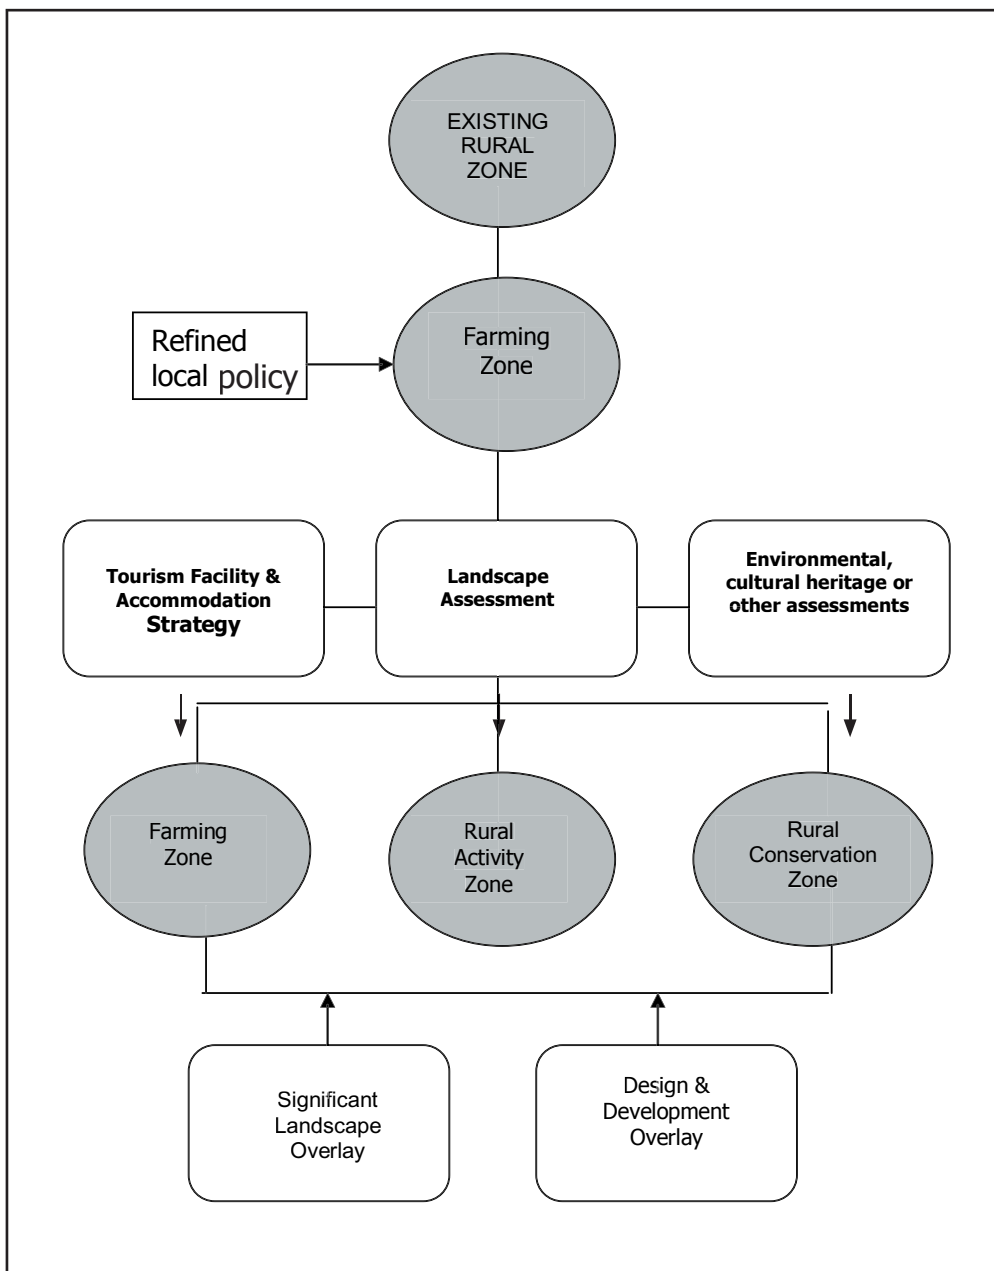 EXISTING
RURAL
ZONE
Farming
Zone
Refined
local policy
Tourism Facility &
Accommodation
Strategy
Landscape
Assessment
Environmental,
cultural heritage or
other assessments
Farming
Zone
Rural
Activity
Zone
Rural
Conservation
Zone
Significant
Landscape
Overlay
Design &
Development
Overlay